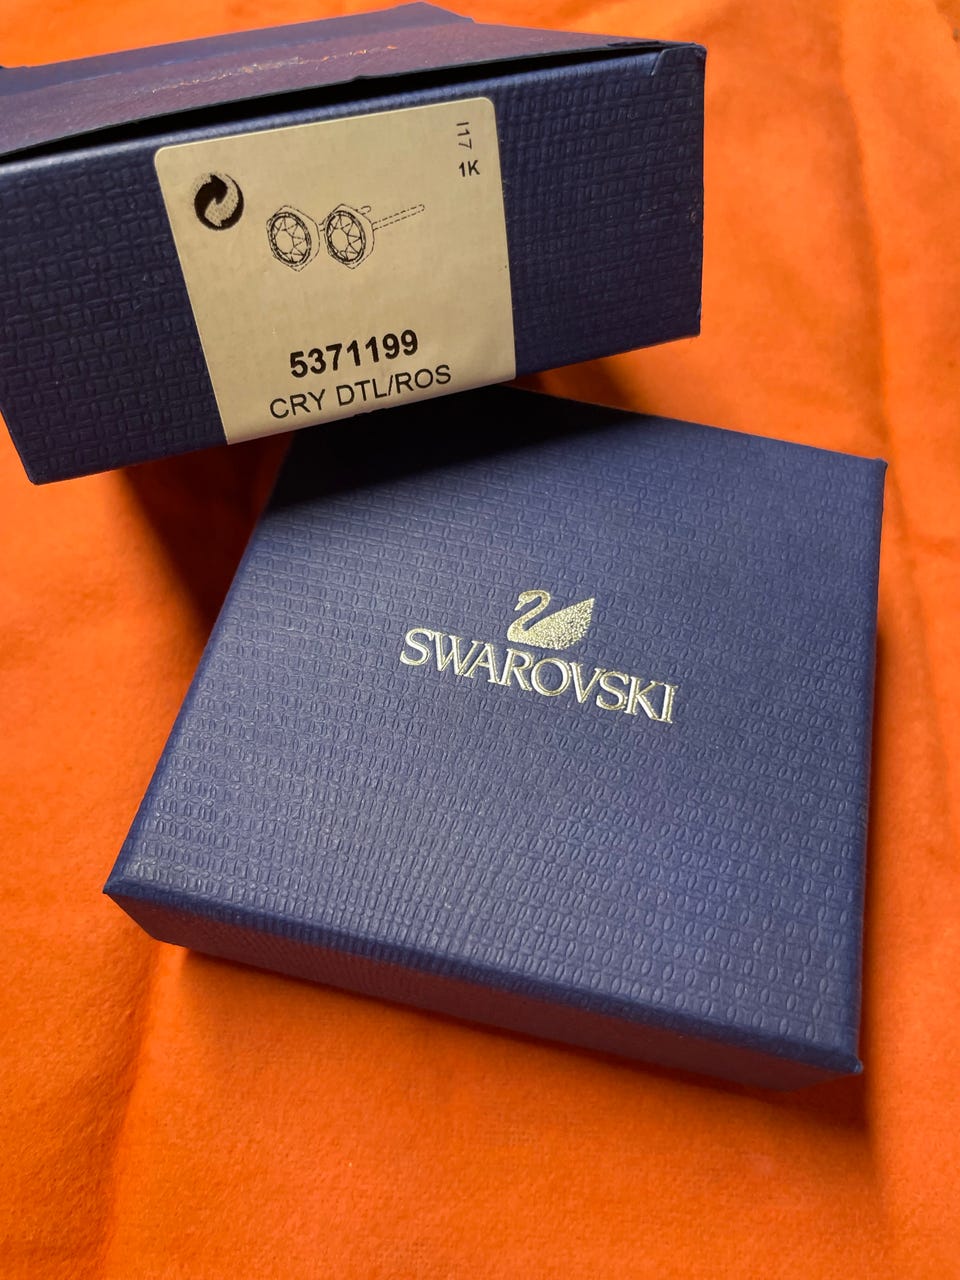 I17
1K
5371199
CRY DTL/ROS
SWAROVSKI